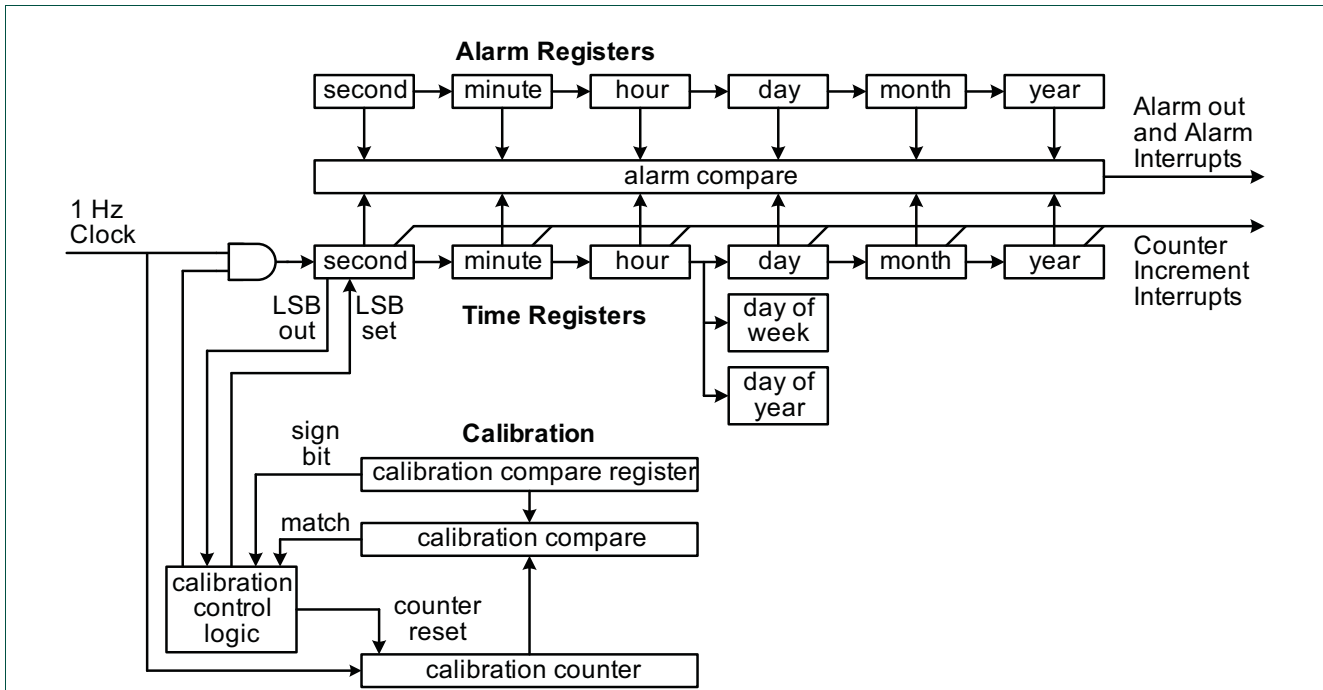 Alarm Registers
second
minute
hour
day
month
year
Alarm out
and Alarm
Interrupts
alarm compare
1 Hz
Clock
second
minute
hour
day
month
year
Counter
Increment
Interrupts
LSB
out
LSB
set
Time Registers
day of
week
day of
year
Calibration
sign
bit
calibration compare register
match
calibration compare
calibration
control
logic
counter
reset
calibration counter